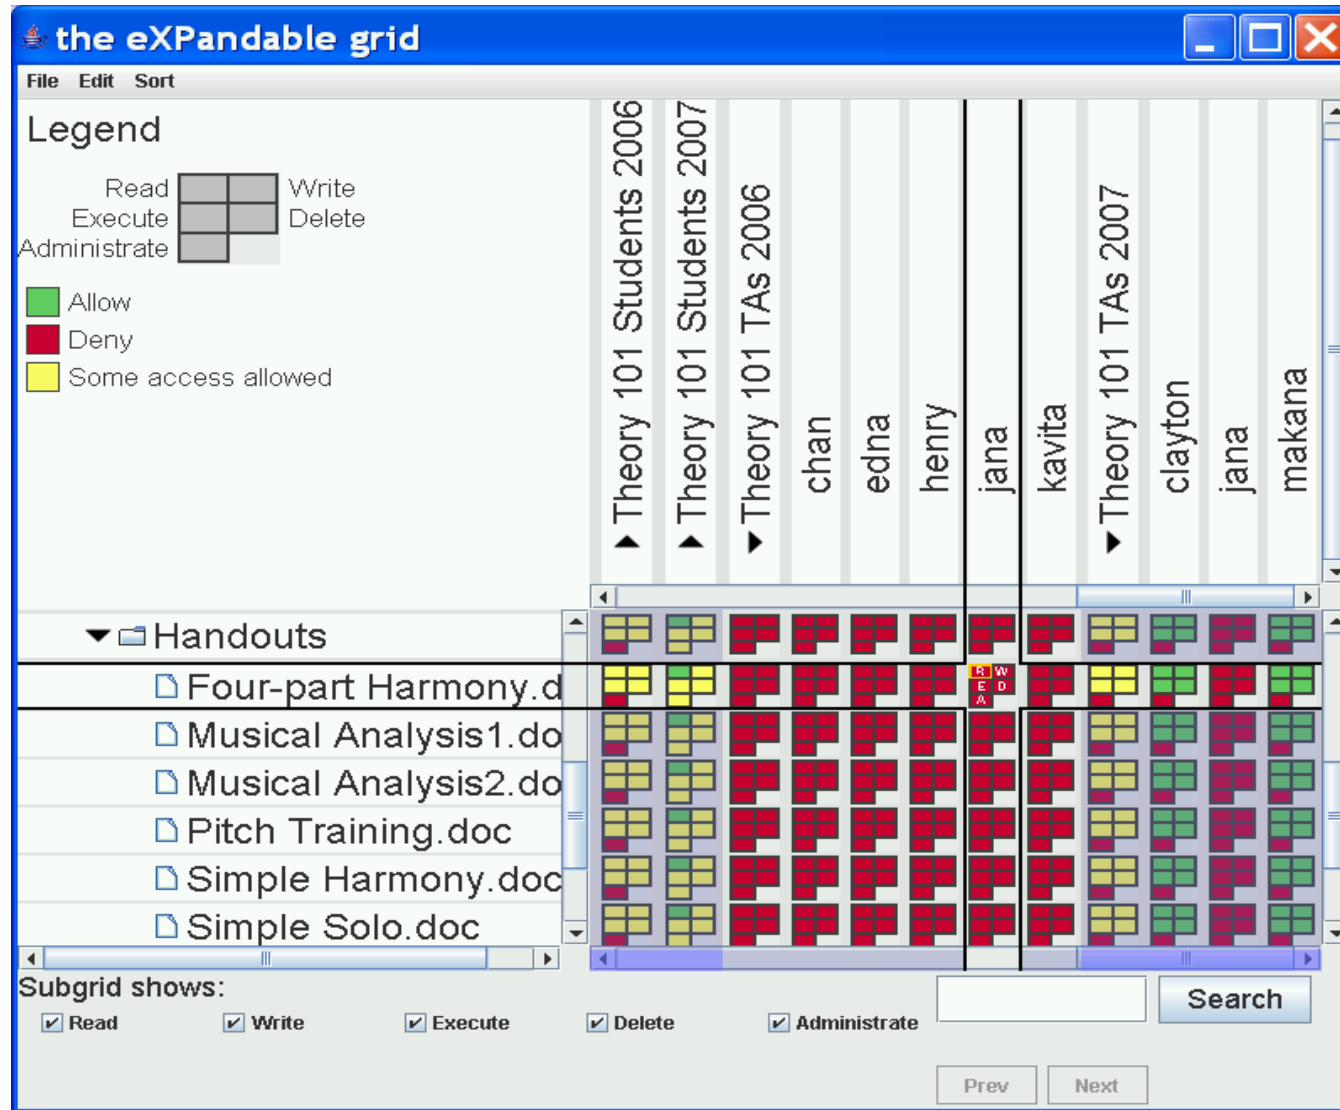 the eXPandable grid
File Edit Sort
Legend
Read Write
Execute Delete
Administrate
Allow
Deny
Some access allowed
Theory 101 Students 2006
Theory 101 Students 2007
Theory 101 TAs 2006
chan
edna
henry
jana
kavita
Theory 101 TAs 2007
clayton
jana
makana
Handouts
Four-part Harmony.d
R W
E D
A
Musical Analysis1.do
Musical Analysis2.do
Pitch Training.doc
Simple Harmony.doc
Simple Solo.doc
Subgrid shows:
Read Write Execute Delete Administrate
Search
Prev Next